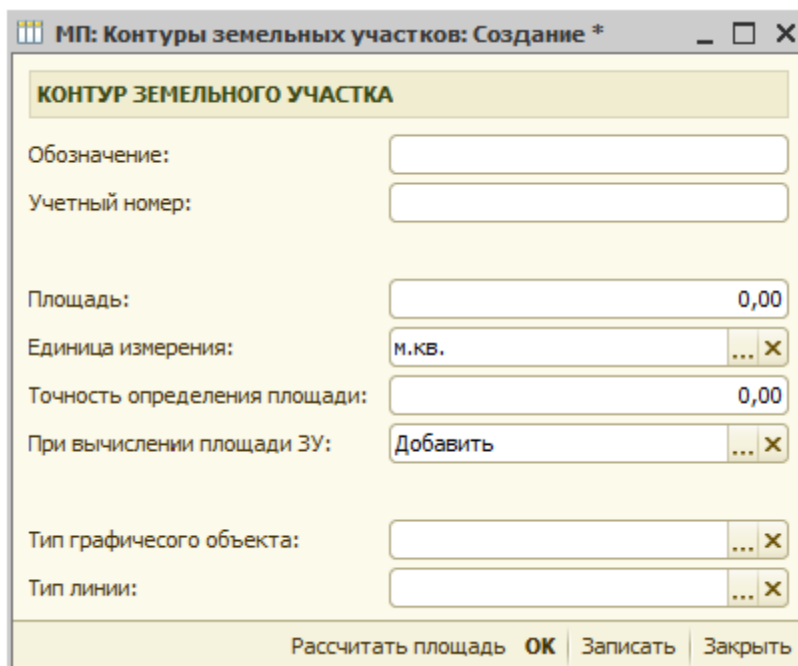 МП: Контуры земельных участков: Создание *
КОНТУР ЗЕМЕЛЬНОГО УЧАСТКА
Обозначение:
Учетный номер:
Площадь: 0,00
Единица измерения: м.кв. ...
Точность определения площади: 0,00
При вычислении площади ЗУ: Добавить ...
Тип графичесого объекта: ...
Тип линии: ...
Рассчитать площадь ОК Записать Закрыть